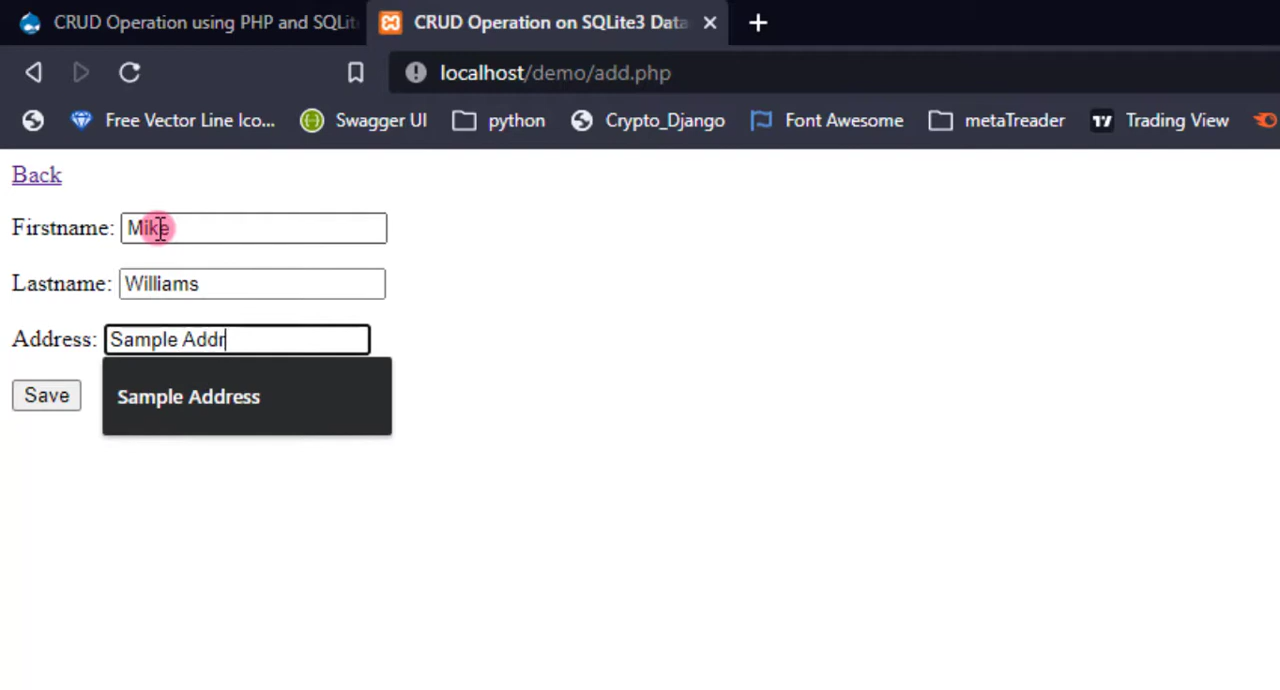 CRUD Operation using PHP and SQLit
CRUD Operation on SQLite3 Data
localhost/demo/add.php
Free Vector Line Ico... Swagger UI python Crypto_Django Font Awesome metaTreader Trading View
Back
Firstname: Mike
Lastname: Williams
Address: Sample Addr
Save
Sample Address